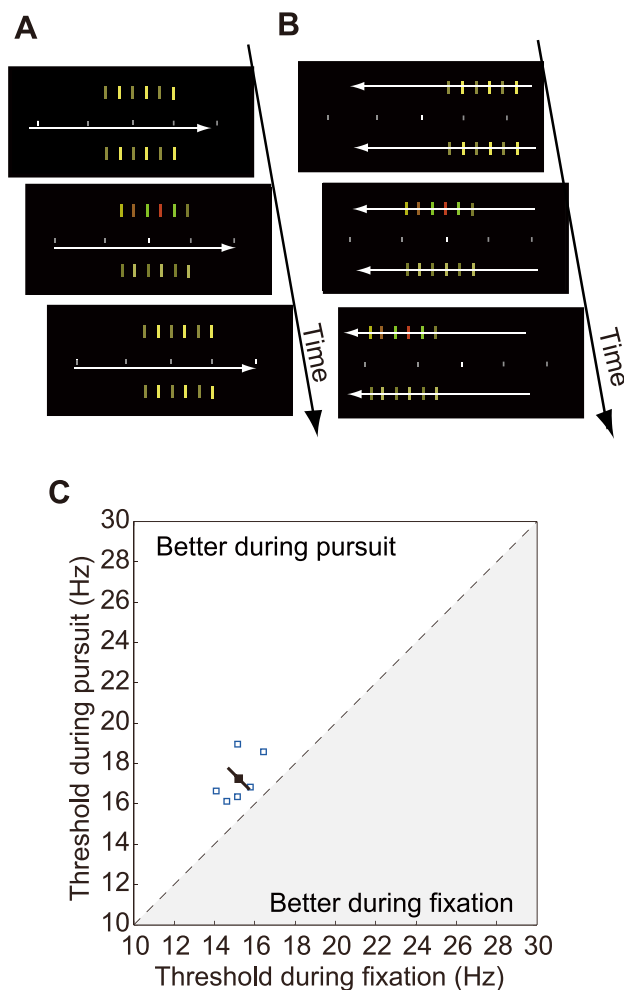 A
B
Time
Time
C
30
28
26
24
22
20
18
16
14
12
10
Threshold during pursuit (Hz)
Better during pursuit
Better during fixation
10 12 14 16 18 20 22 24 26 28 30
Threshold during fixation (Hz)